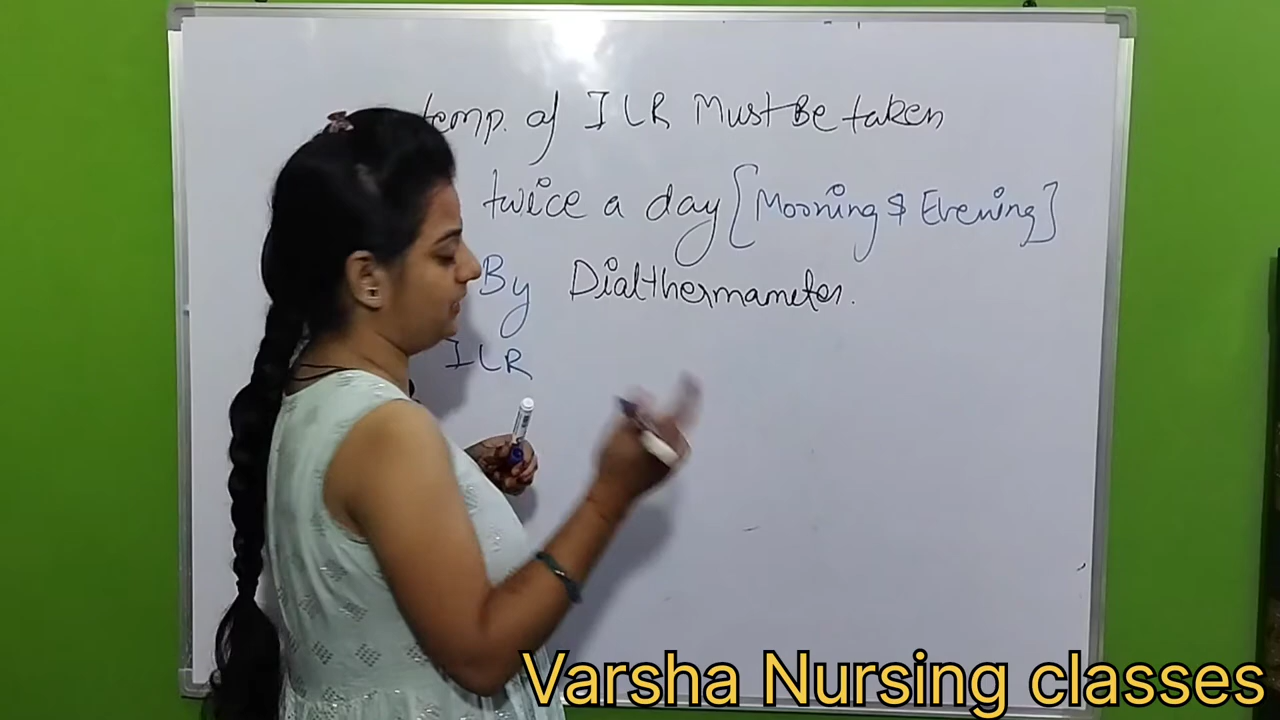 temp. of ILR Must Be taken
twice a day [Morning & Evening]
By Dialthermameter.
ILR
Varsha Nursing classes